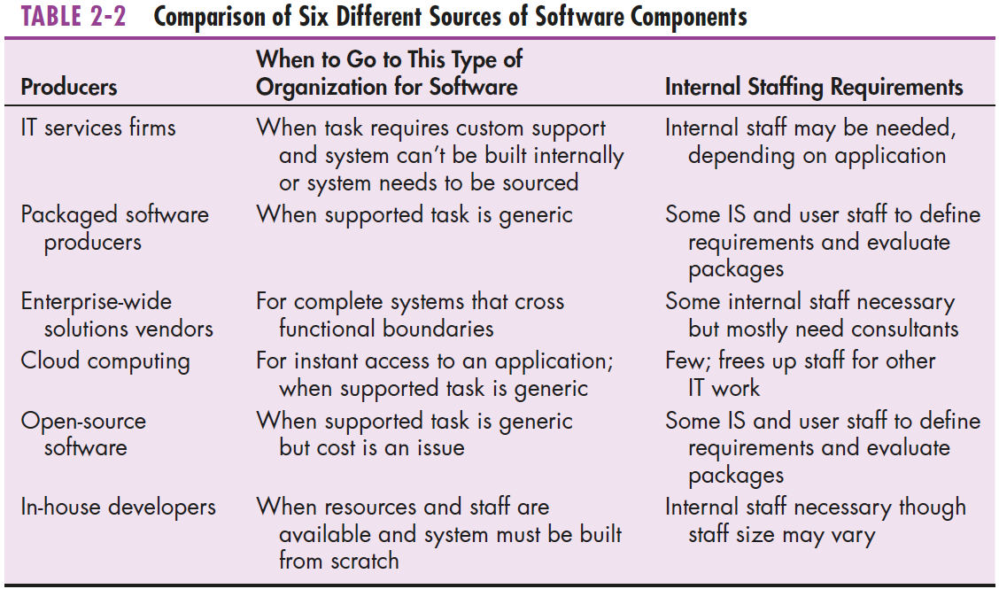 TABLE 2-2 Comparison of Six Different Sources of Software Components
Producers
When to Go to This Type of
Organization for Software
Internal Staffing Requirements
IT services firms
When task requires custom support
and system can't be built internally
or system needs to be sourced
Internal staff may be needed,
depending on application
Packaged software
producers
When supported task is generic
Some IS and user staff to define
requirements and evaluate
packages
Enterprise-wide
solutions vendors
For complete systems that cross
functional boundaries
Some internal staff necessary
but mostly need consultants
Cloud computing
For instant access to an application;
when supported task is generic
Few; frees up staff for other
IT work
Open-source
software
When supported task is generic
but cost is an issue
Some IS and user staff to define
requirements and evaluate
packages
In-house developers
When resources and staff are
available and system must be built
from scratch
Internal staff necessary though
staff size may vary